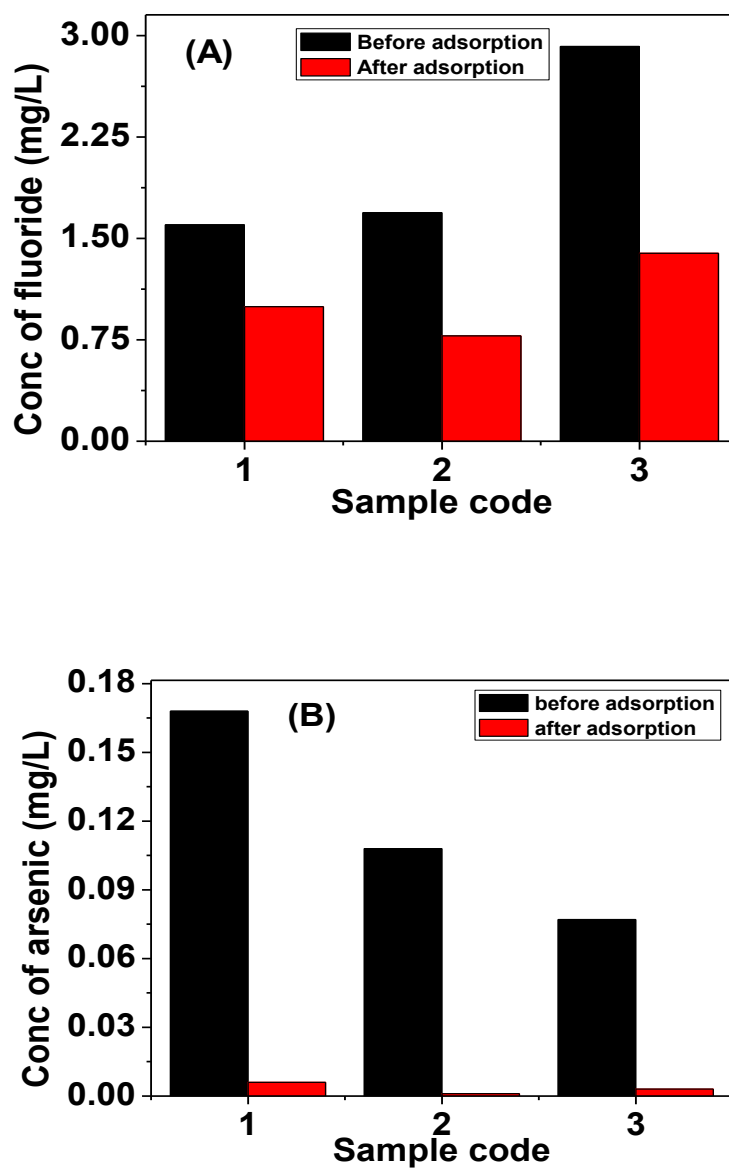 (A)
Before adsorption
After adsorption
Conc of fluoride (mg/L)
3.00
2.25
1.50
0.75
0.00
1 2 3
Sample code
(B)
before adsorption
after adsorption
Conc of arsenic (mg/L)
0.18
0.15
0.12
0.09
0.06
0.03
0.00
1 2 3
Sample code